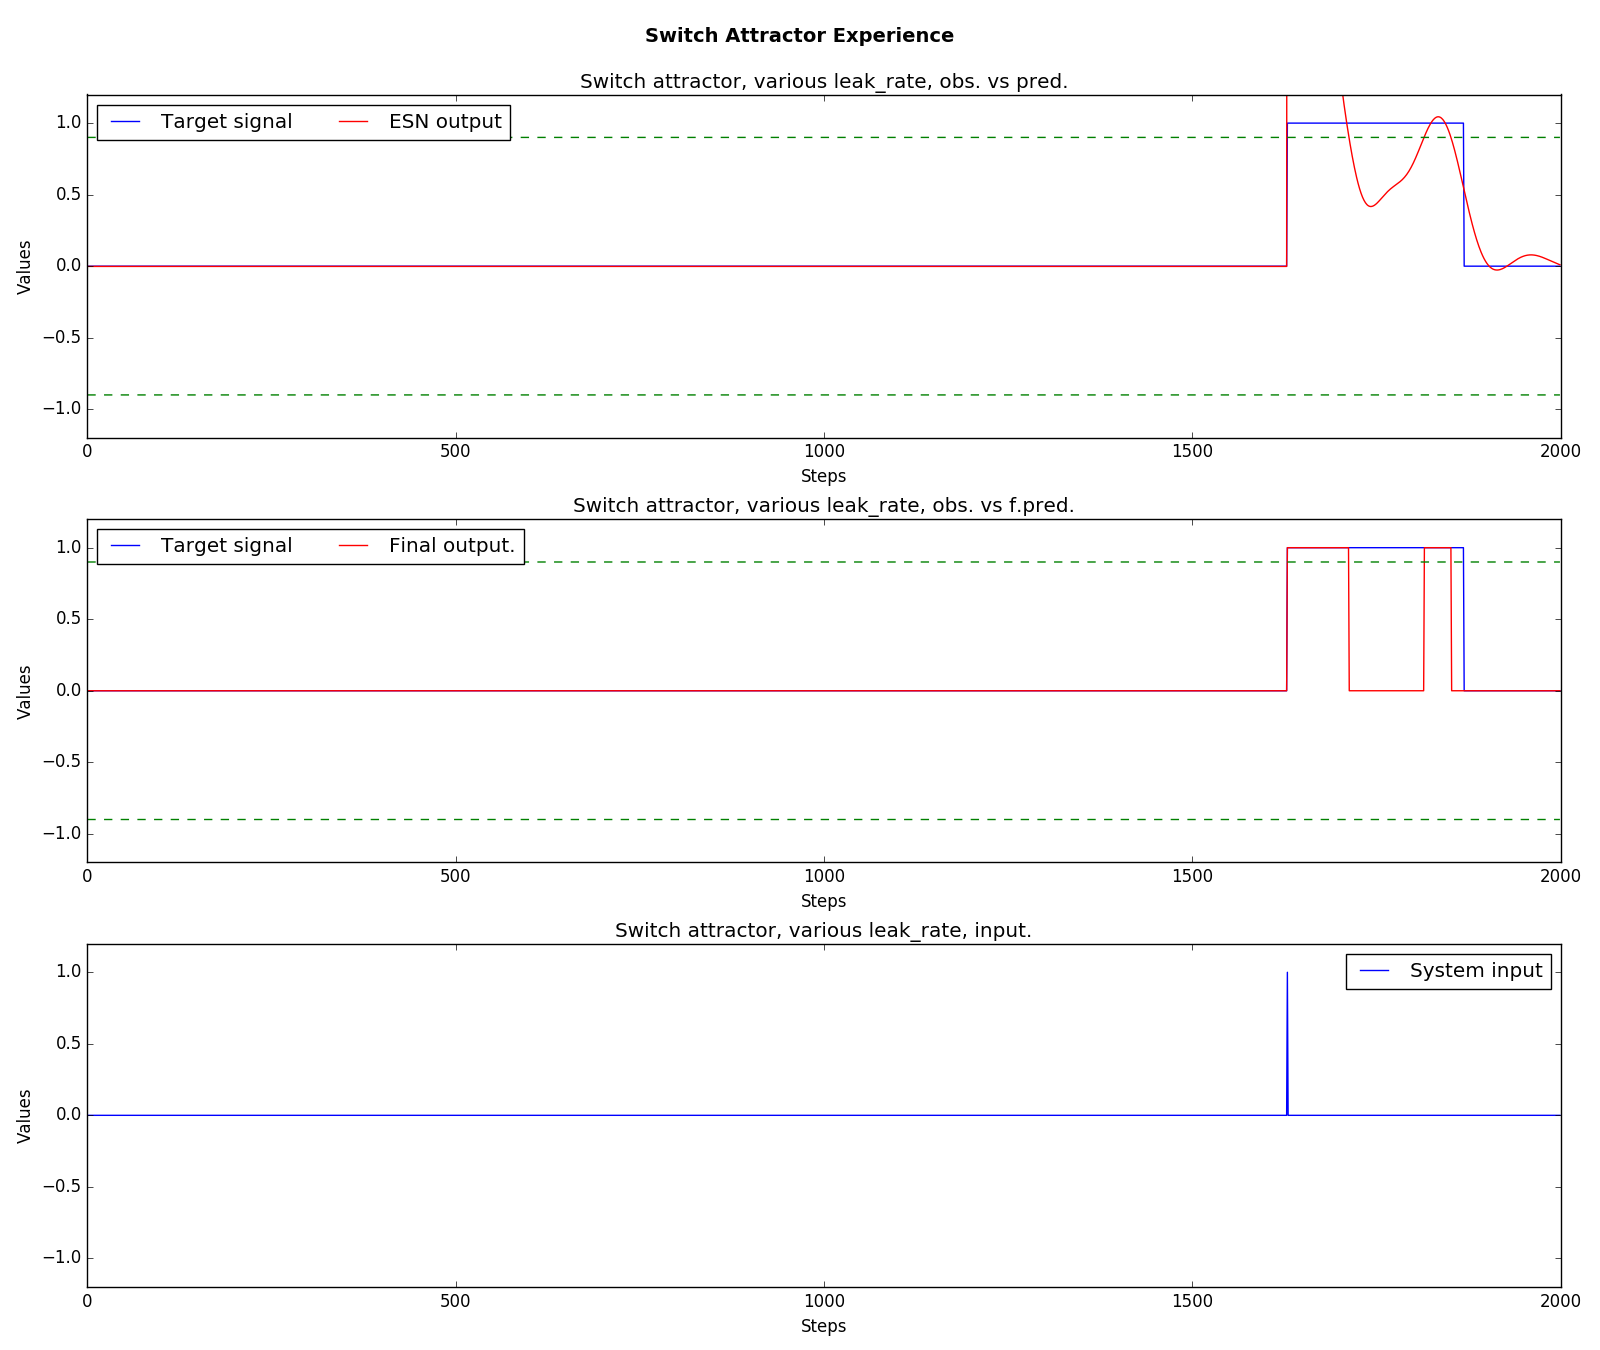 Switch Attractor Experience
Switch attractor, various leak_rate, obs. vs pred.
Target signal ESN output
1.0
0.5
0.0
−0.5
−1.0
Values
0 500 1000 1500 2000
Steps
Switch attractor, various leak_rate, obs. vs f.pred.
Target signal Final output.
1.0
0.5
0.0
−0.5
−1.0
Values
0 500 1000 1500 2000
Steps
Switch attractor, various leak_rate, input.
System input
1.0
0.5
0.0
−0.5
−1.0
Values
0 500 1000 1500 2000
Steps